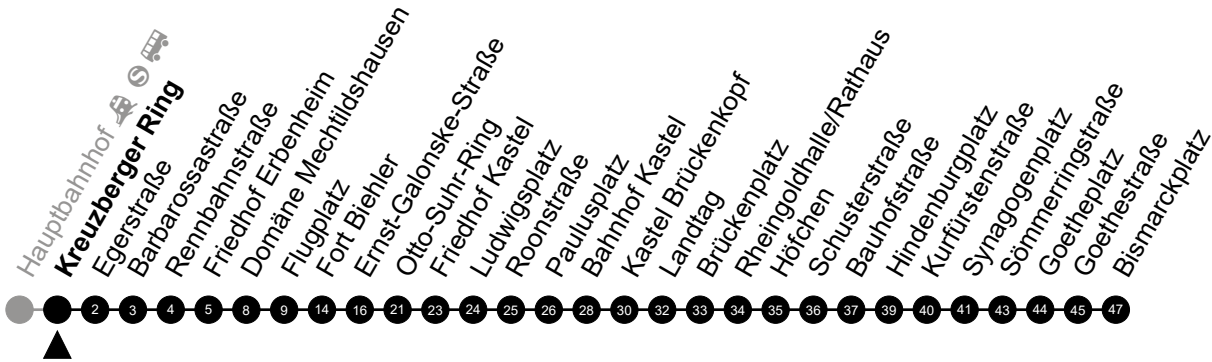 Hauptbahnhof S
Kreuzberger Ring
Egerstraße
Barbarossastraße
Rennbahnstraße
Friedhof Erbenheim
Domäne Mechtildshausen
Flugplatz
Fort Biehler
Ernst-Galonske-Straße
Otto-Suhr-Ring
Friedhof Kastel
Ludwigsplatz
Roonstraße
Paulusplatz
Bahnhof Kastel
Kastel Brückenkopf
Landtag
Brückenplatz
Rheingoldhalle/Rathaus
Höfchen
Schusterstraße
Bauhofstraße
Hindenburgplatz
Kurfürstenstraße
Synagogenplatz
Sömmerringstraße
Goetheplatz
Goethestraße
Bismarckplatz
2 3 4 5 8 9 14 16 21 23 24 25 26 28 30 32 33 34 35 36 37 39 40 41 43 44 45 47